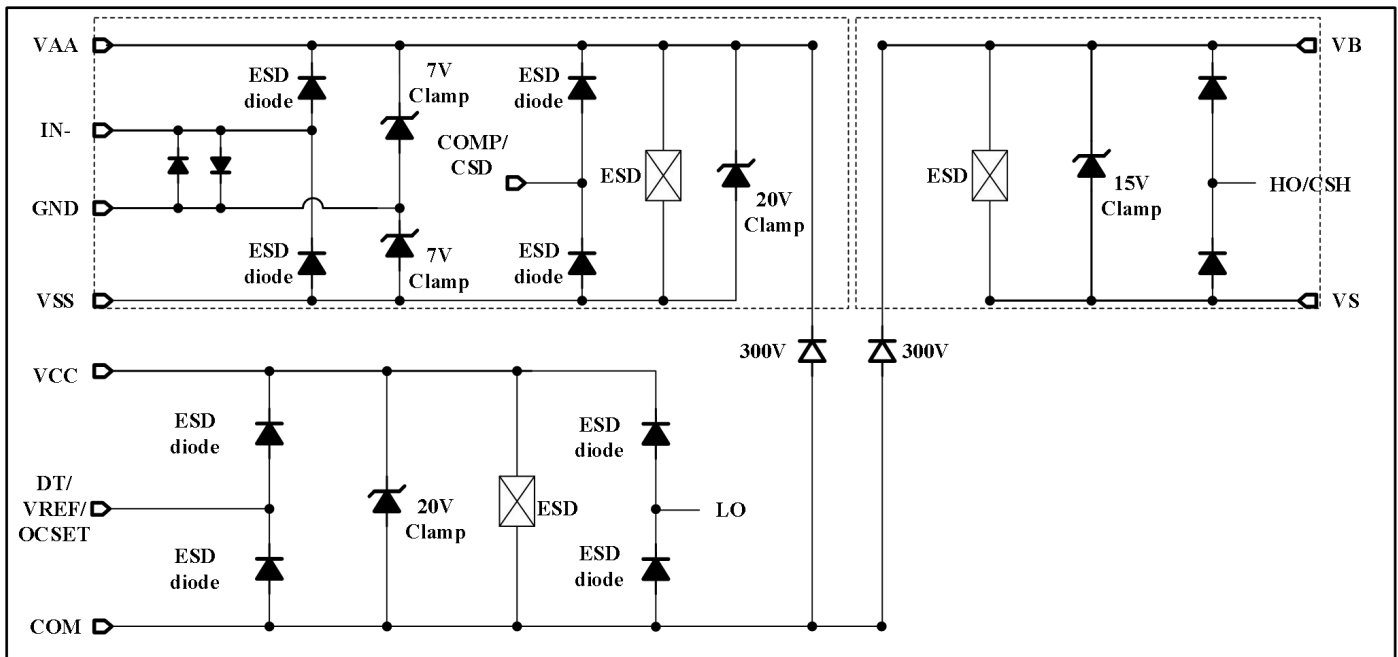 VAA
VB
ESD
diode
7V
Clamp
ESD
diode
IN-
COMP/
CSD
ESD
20V
Clamp
ESD
15V
Clamp
HO/CSH
GND
ESD
diode
7V
Clamp
ESD
diode
VSS
VS
300V
300V
VCC
ESD
diode
ESD
diode
DT/
VREF/
OCSET
20V
Clamp
ESD
LO
ESD
diode
ESD
diode
COM